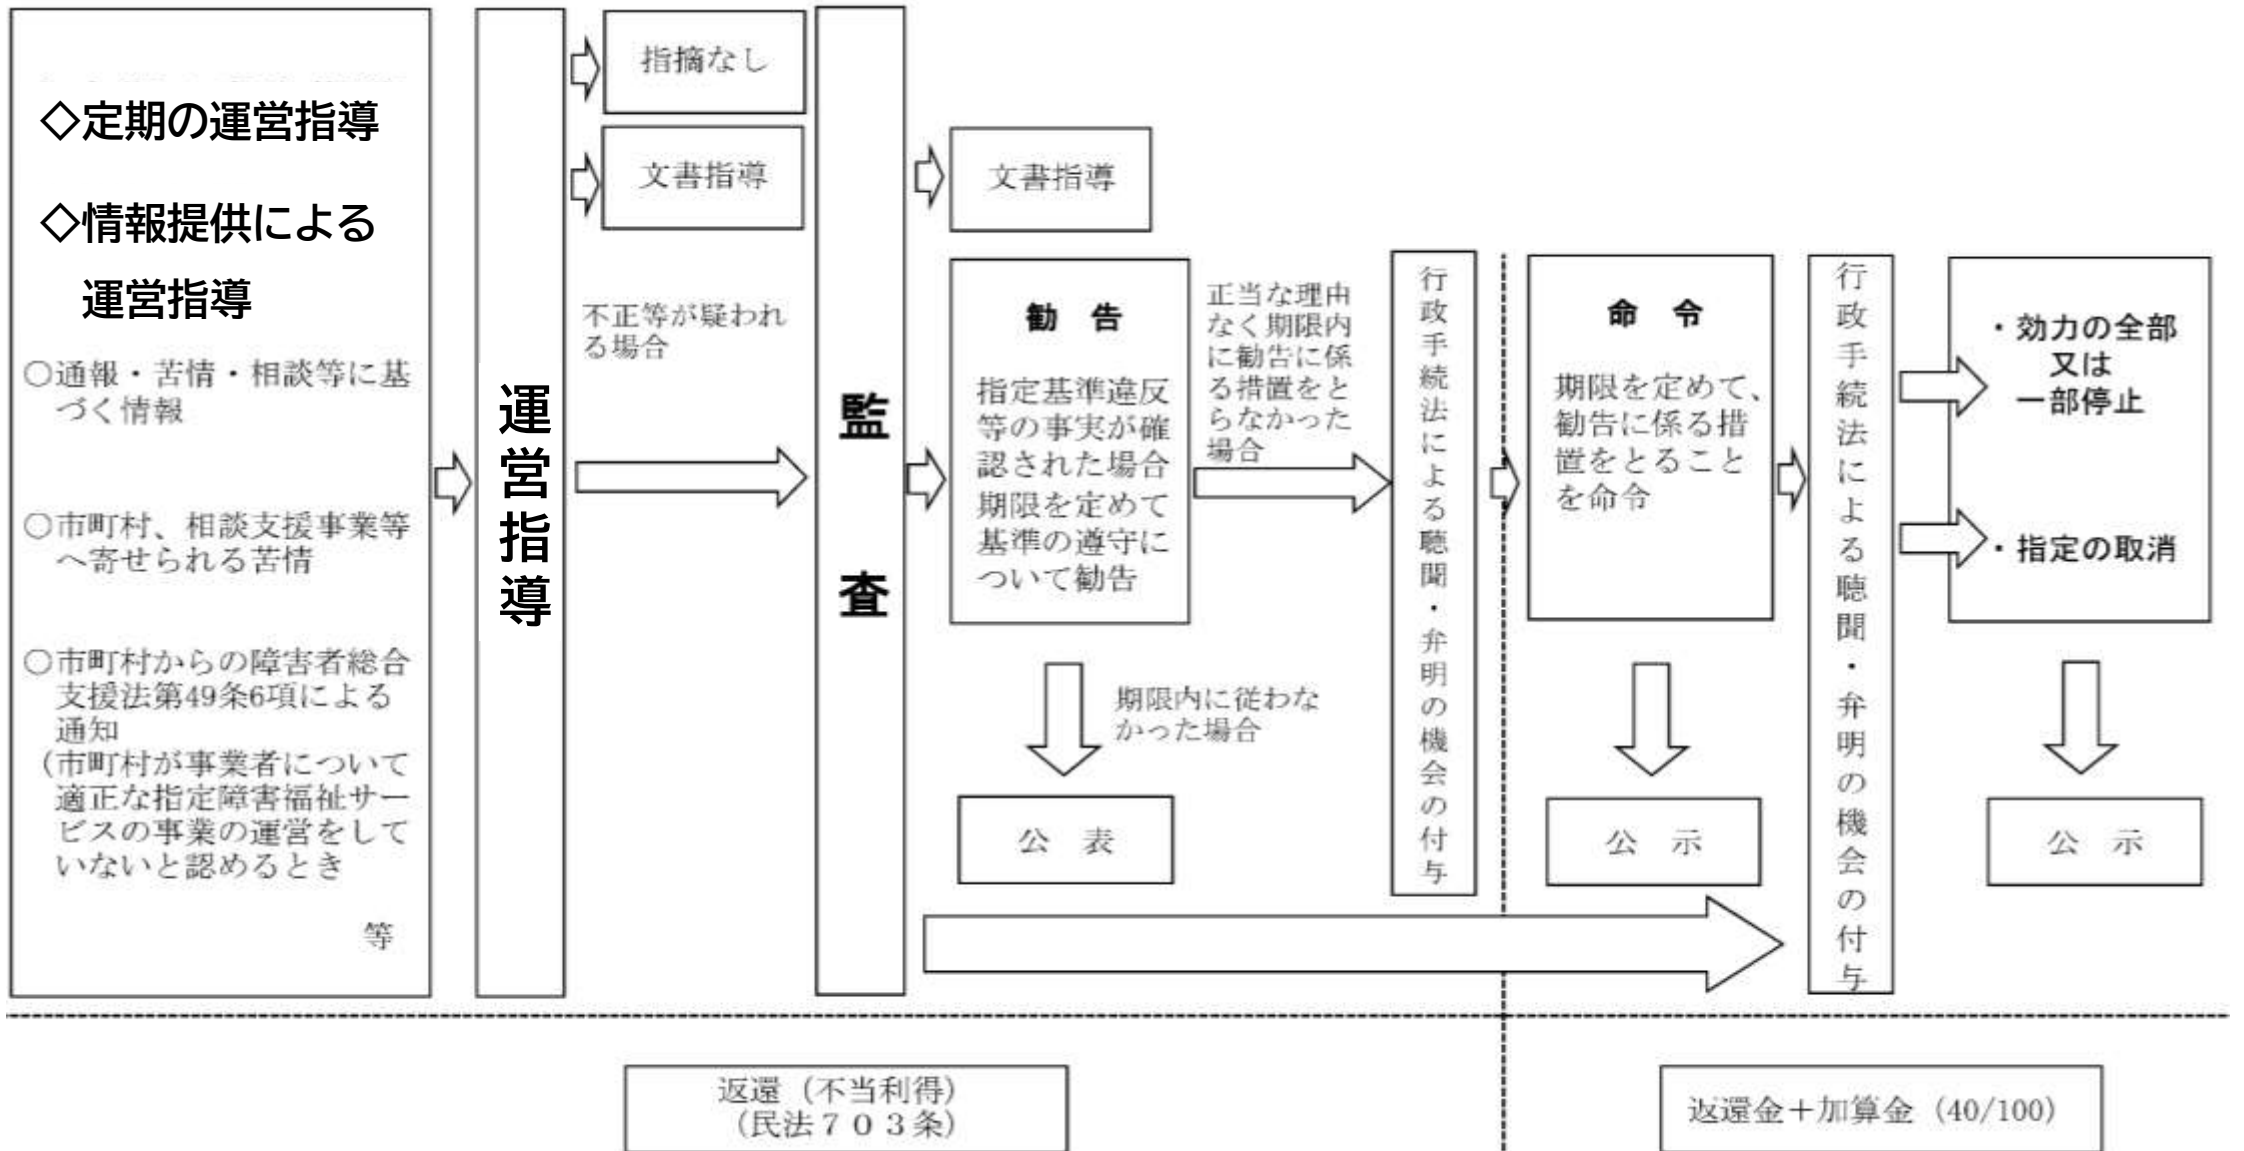 ◇定期の運営指導
◇情報提供による
運営指導
○通報・苦情・相談等に基
づく情報
○市町村、相談支援事業等
へ寄せられる苦情
○市町村からの障害者総合
支援法第49条6項による
通知
(市町村が事業者について
適正な指定障害福祉サー
ビスの事業の運営をして
いないと認めるとき
等
運営指導
指摘なし
文書指導
不正等が疑われ
る場合
監査
文書指導
勧 告
指定基準違反
等の事実が確
認された場合
期限を定めて
基準の遵守に
ついて勧告
正当な理由
なく期限内
に勧告に係
る措置をと
らなかった
場合
期限内に従わな
かった場合
公 表
行政手続法による聴聞・弁明の機会の付与
命 令
期限を定めて、
勧告に係る措
置をとること
を命令
公 示
行政手続法による聴聞・弁明の機会の付与
・効力の全部
又は
一部停止
・指定の取消
公 示
返還（不当利得）
（民法７０３条）
返還金＋加算金（40/100）